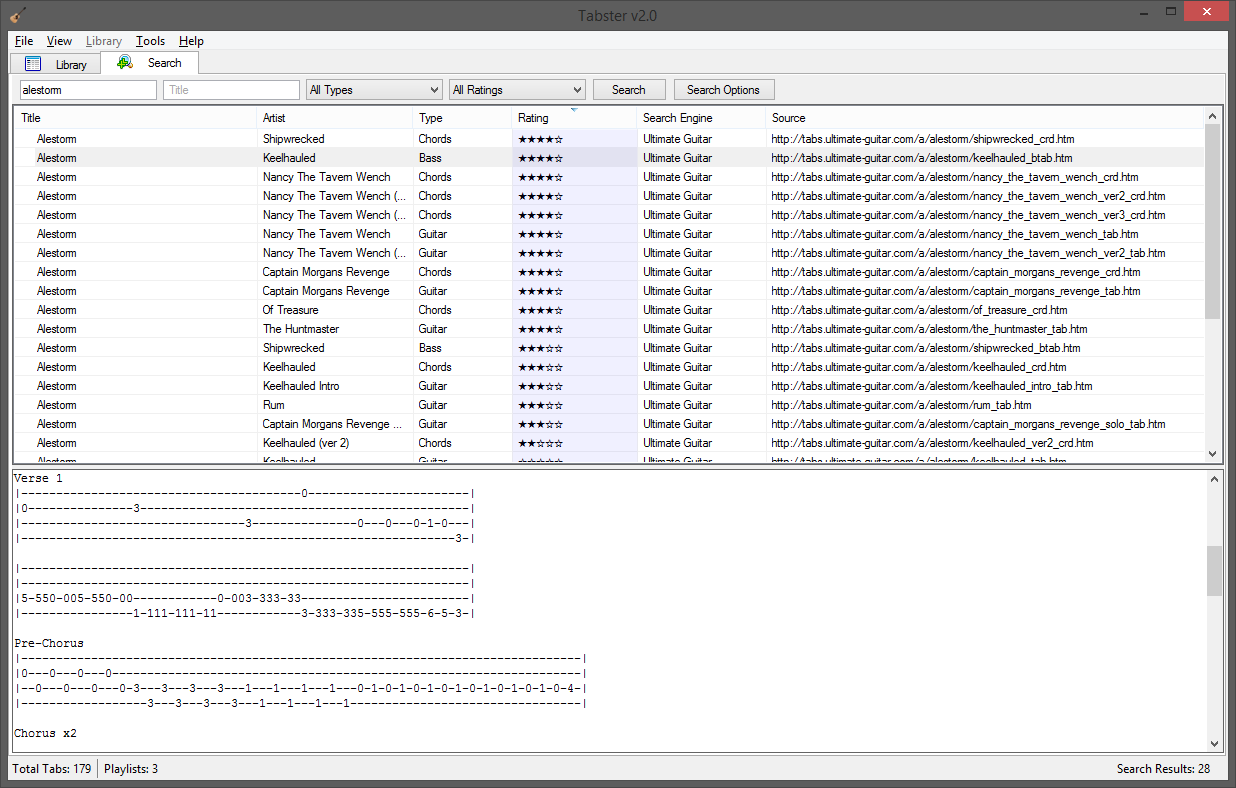 Tabster v2.0
File View Library Tools Help
Library Search
alestorm Title All Types All Ratings Search Search Options
Title Artist Type Rating Search Engine Source
Alestorm Shipwrecked Chords ★★★★☆ Ultimate Guitar http://tabs.ultimate-guitar.com/a/alestorm/shipwrecked_crd.htm
Alestorm Keelhauled Bass ★★★★☆ Ultimate Guitar http://tabs.ultimate-guitar.com/a/alestorm/keelhauled_btab.htm
Alestorm Nancy The Tavern Wench Chords ★★★★☆ Ultimate Guitar http://tabs.ultimate-guitar.com/a/alestorm/nancy_the_tavern_wench_crd.htm
Alestorm Nancy The Tavern Wench (... Chords ★★★★☆ Ultimate Guitar http://tabs.ultimate-guitar.com/a/alestorm/nancy_the_tavern_wench_ver2_crd.htm
Alestorm Nancy The Tavern Wench (... Chords ★★★★☆ Ultimate Guitar http://tabs.ultimate-guitar.com/a/alestorm/nancy_the_tavern_wench_ver3_crd.htm
Alestorm Nancy The Tavern Wench Guitar ★★★★☆ Ultimate Guitar http://tabs.ultimate-guitar.com/a/alestorm/nancy_the_tavern_wench_tab.htm
Alestorm Nancy The Tavern Wench (... Guitar ★★★★☆ Ultimate Guitar http://tabs.ultimate-guitar.com/a/alestorm/nancy_the_tavern_wench_ver2_tab.htm
Alestorm Captain Morgans Revenge Chords ★★★★☆ Ultimate Guitar http://tabs.ultimate-guitar.com/a/alestorm/captain_morgans_revenge_crd.htm
Alestorm Captain Morgans Revenge Guitar ★★★★☆ Ultimate Guitar http://tabs.ultimate-guitar.com/a/alestorm/captain_morgans_revenge_tab.htm
Alestorm Of Treasure Chords ★★★★☆ Ultimate Guitar http://tabs.ultimate-guitar.com/a/alestorm/of_treasure_crd.htm
Alestorm The Huntmaster Guitar ★★★★☆ Ultimate Guitar http://tabs.ultimate-guitar.com/a/alestorm/the_huntmaster_tab.htm
Alestorm Shipwrecked Bass ★★★☆☆ Ultimate Guitar http://tabs.ultimate-guitar.com/a/alestorm/shipwrecked_btab.htm
Alestorm Keelhauled Chords ★★★☆☆ Ultimate Guitar http://tabs.ultimate-guitar.com/a/alestorm/keelhauled_crd.htm
Alestorm Keelhauled Intro Guitar ★★★☆☆ Ultimate Guitar http://tabs.ultimate-guitar.com/a/alestorm/keelhauled_intro_tab.htm
Alestorm Rum Guitar ★★★☆☆ Ultimate Guitar http://tabs.ultimate-guitar.com/a/alestorm/rum_tab.htm
Alestorm Captain Morgans Revenge ... Guitar ★★★☆☆ Ultimate Guitar http://tabs.ultimate-guitar.com/a/alestorm/captain_morgans_revenge_solo_tab.htm
Alestorm Keelhauled (ver 2) Chords ★★☆☆☆ Ultimate Guitar http://tabs.ultimate-guitar.com/a/alestorm/keelhauled_ver2_crd.htm
Alestorm Keelhauled Guitar ☆☆☆☆☆ Ultimate Guitar http://tabs.ultimate-guitar.com/a/alestorm/keelhauled_tab.htm
Verse 1
|----------------------------------------0-----------------------|
|0---------------3-----------------------------------------------|
|--------------------------------3---------------0---0---0-1-0---|
|--------------------------------------------------------------3-|
|----------------------------------------------------------------|
|----------------------------------------------------------------|
|5-550-005-550-00------------0-003-333-33------------------------|
|----------------1-111-111-11------------3-333-335-555-555-6-5-3-|
Pre-Chorus
|--------------------------------------------------------------------------------|
|0---0---0---0-------------------------------------------------------------------|
|--0---0---0---0-3---3---3---3---1---1---1---1---0-1-0-1-0-1-0-1-0-1-0-1-0-1-0-4-|
|------------------3---3---3---3---1---1---1---1---------------------------------|
Chorus x2
Total Tabs: 179 Playlists: 3 Search Results: 28